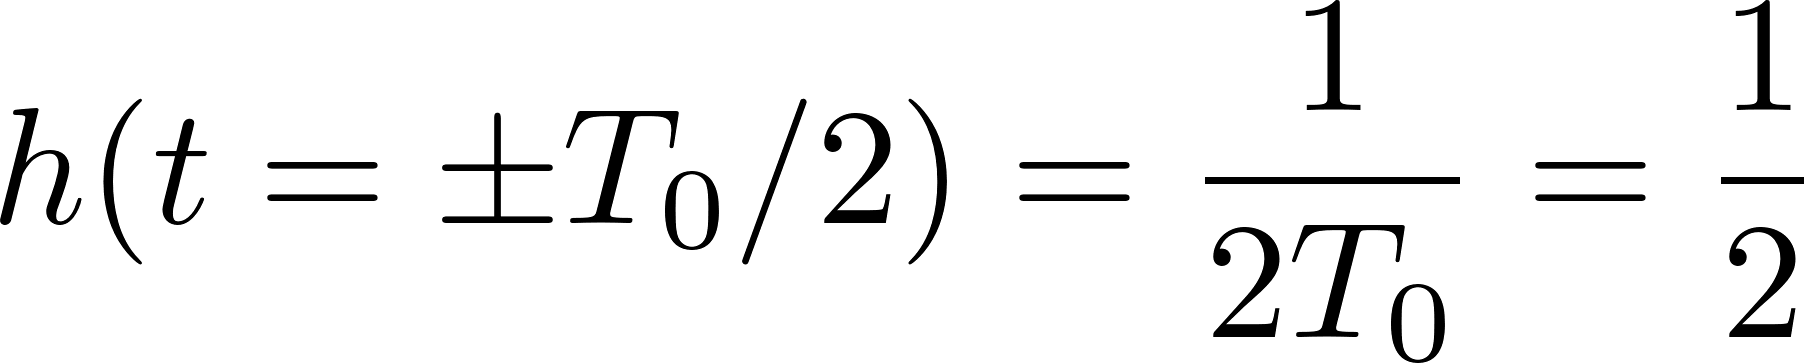 h(t = ±T₀/2) = 1/(2T₀) = 1/2